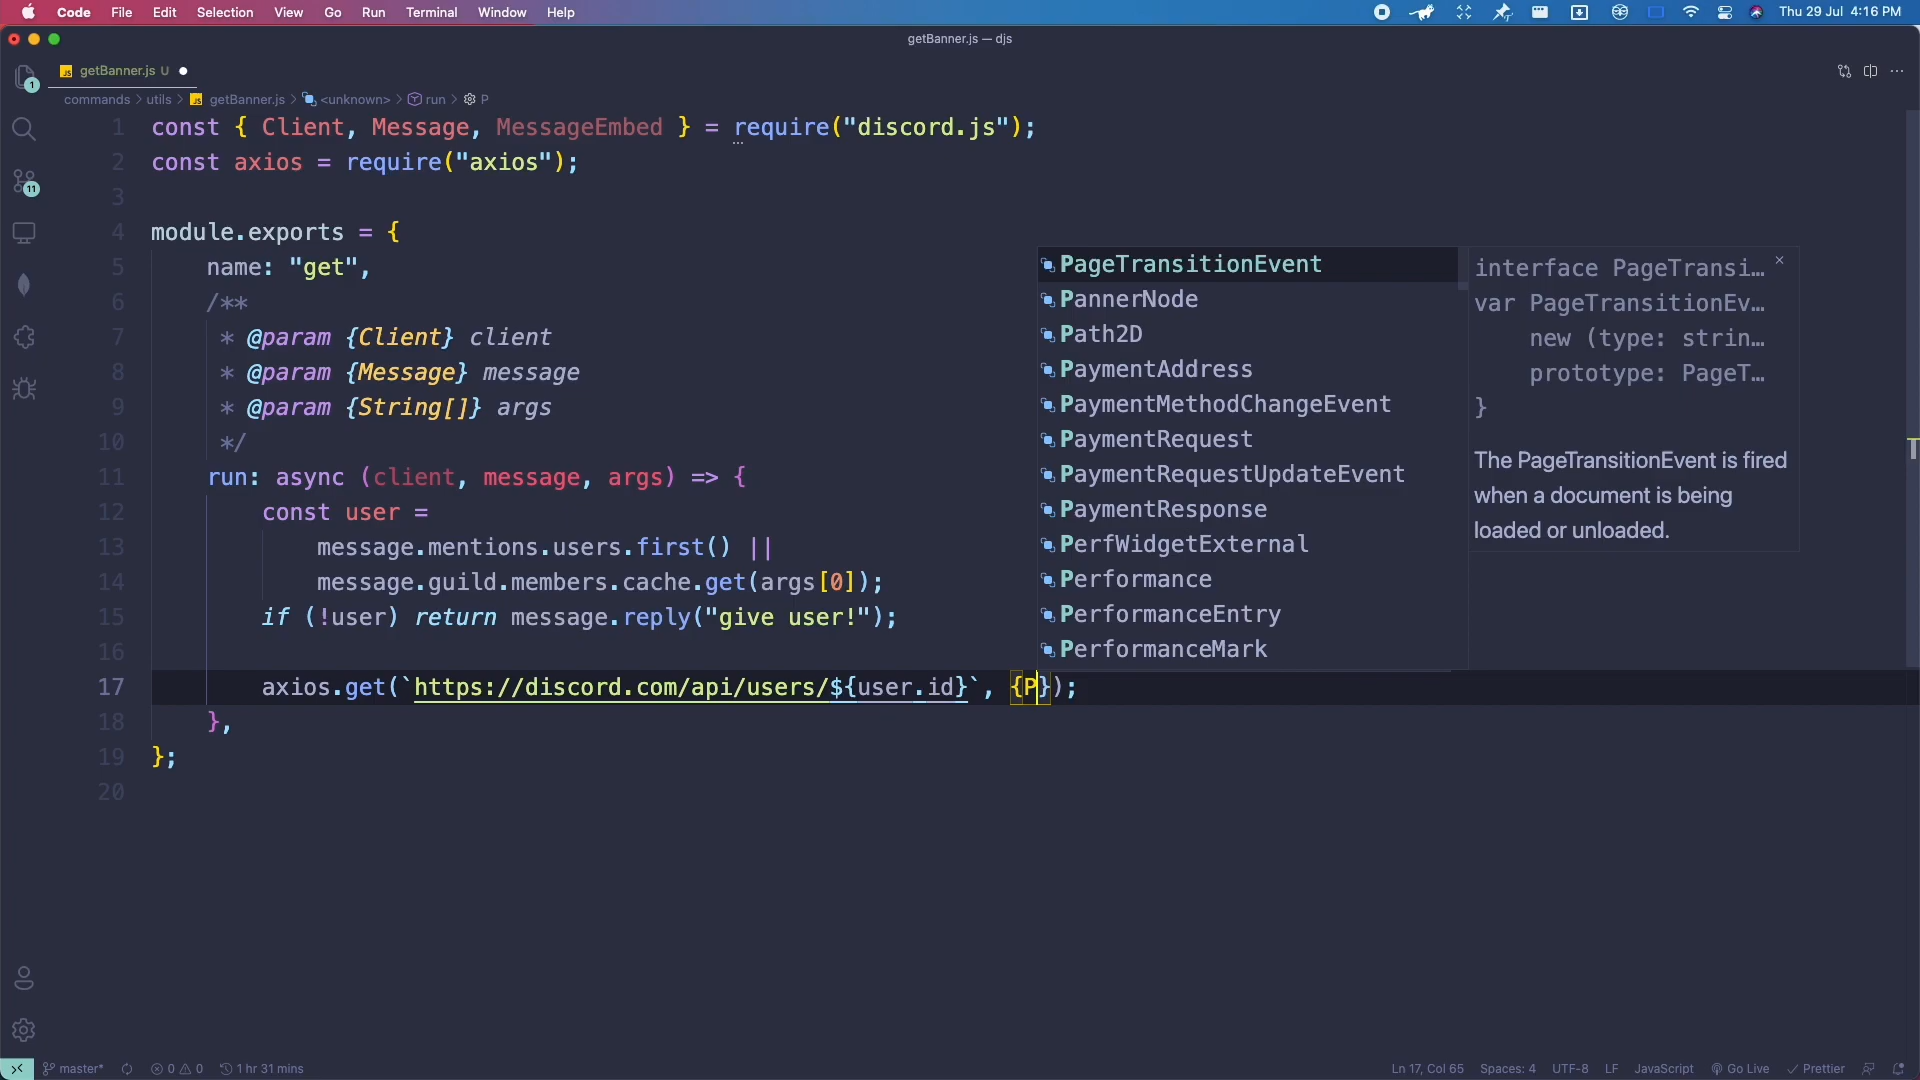 Code File Edit Selection View Go Run Terminal Window Help
Thu 29 Jul 4:16 PM
getBanner.js — djs
JS getBanner.js U
1
commands > utils > JS getBanner.js > <unknown> > run > P
1 const { Client, Message, MessageEmbed } = require("discord.js");
2 const axios = require("axios");
3
4 module.exports = {
5 name: "get",
6 /**
7 * @param {Client} client
8 * @param {Message} message
9 * @param {String[]} args
10 */
11 run: async (client, message, args) => {
12 const user =
13 message.mentions.users.first() ||
14 message.guild.members.cache.get(args[0]);
15 if (!user) return message.reply("give user!");
16
17 axios.get(`https://discord.com/api/users/${user.id}`, {P});
18 },
19 };
20
11
PageTransitionEvent
PannerNode
Path2D
PaymentAddress
PaymentMethodChangeEvent
PaymentRequest
PaymentRequestUpdateEvent
PaymentResponse
PerfWidgetExternal
Performance
PerformanceEntry
PerformanceMark
interface PageTransi…
var PageTransitionEv…
new (type: strin…
prototype: PageT…
}
The PageTransitionEvent is fired
when a document is being
loaded or unloaded.
master* 0 0 1 hr 31 mins
Ln 17, Col 65 Spaces: 4 UTF-8 LF JavaScript Go Live Prettier